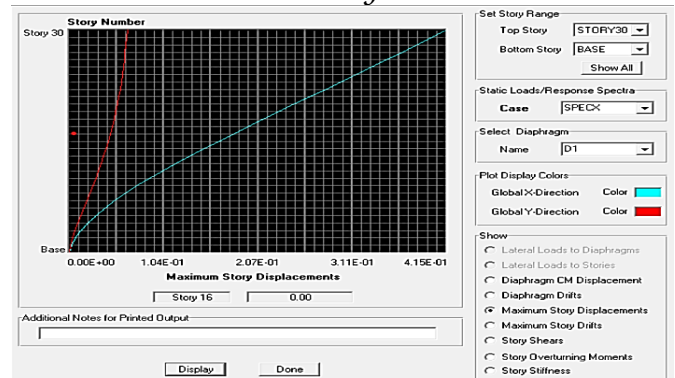 Story Number
Story 30
Base
0.00E+00 1.04E-01 2.07E-01 3.11E-01 4.15E-01
Maximum Story Displacements
Story 16 0.00
Additional Notes for Printed Output
Display Done
Set Story Range
Top Story STORY30
Bottom Story BASE
Show All
Static Loads/Response Spectra
Case SPECX
Select Diaphragm
Name D1
Plot Display Colors
Global X-Direction Color
Global Y-Direction Color
Show
Lateral Loads to Diaphragms
Lateral Loads to Stories
Diaphragm CM Displacement
Diaphragm Drifts
Maximum Story Displacements
Maximum Story Drifts
Story Shears
Story Overturning Moments
Story Stiffness